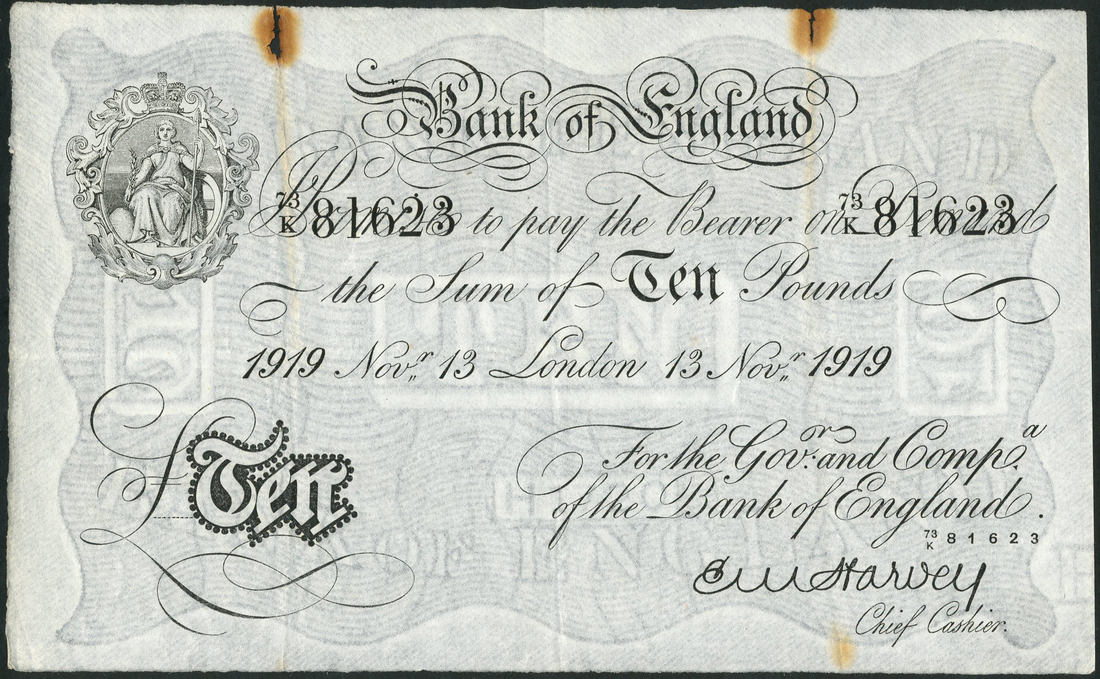 Bank of England
73/K 81623 Promise to pay the Bearer on Demand 73/K 81623
the Sum of Ten Pounds
1919 Novr. 13 London 13 Novr. 1919
£Ten
For the Govr. and Compa.
of the Bank of England.
73/K 81623
E M Harvey
Chief Cashier.